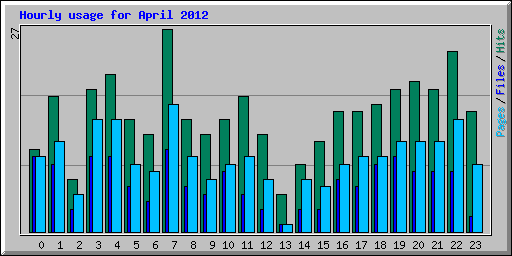 Hourly usage for April 2012
27
Pages / Files / Hits
0 1 2 3 4 5 6 7 8 9 10 11 12 13 14 15 16 17 18 19 20 21 22 23